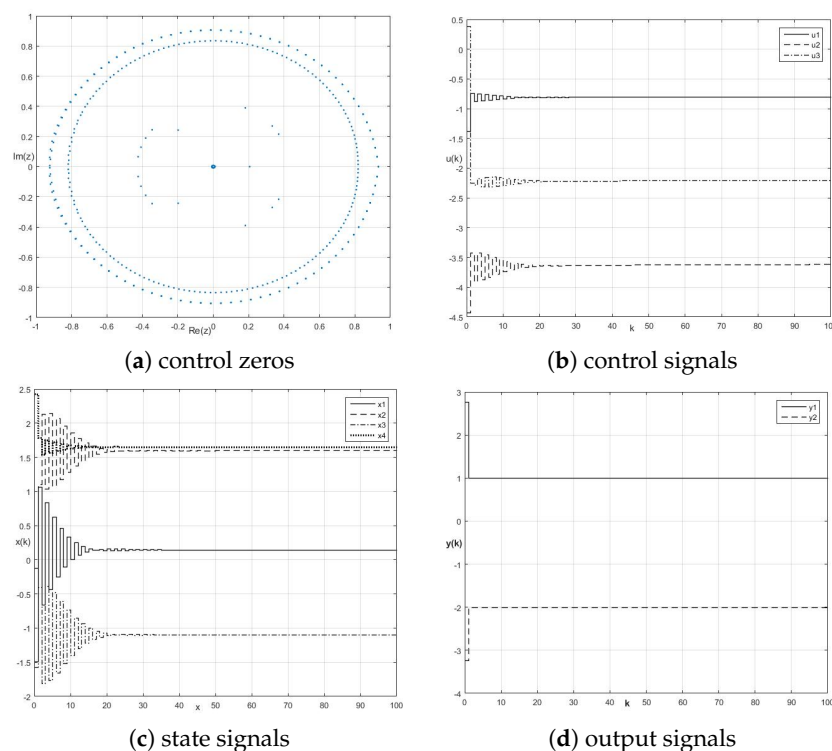 1
0.8
0.6
0.4
0.2
Im(z)
0
-0.2
-0.4
-0.6
-0.8
-1
-1 -0.8 -0.6 -0.4 -0.2 0 0.2 0.4 0.6 0.8 1
Re(z)
(a) control zeros
0.5
0
-0.5
-1
-1.5
u(k)
-2
-2.5
-3
-3.5
-4
-4.5
0 10 20 30 40 50 60 70 80 90 100
k
u1
u2
u3
(b) control signals
2.5
2
1.5
1
0.5
x(k)
0
-0.5
-1
-1.5
-2
0 10 20 30 40 50 60 70 80 90 100
x
x1
x2
x3
x4
(c) state signals
3
2
1
0
y(k)
-1
-2
-3
-4
0 10 20 30 40 50 60 70 80 90 100
k
y1
y2
(d) output signals